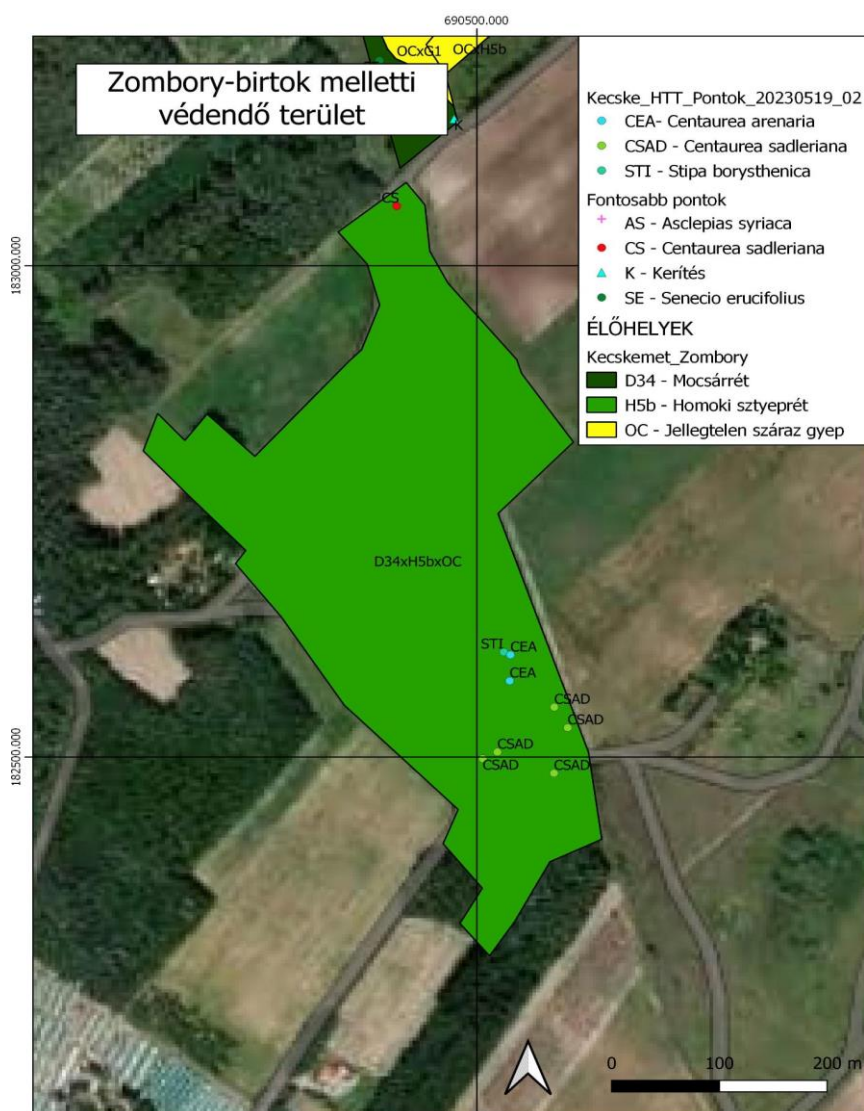 690500.000
OCxG1
OCxH5b
Zombory-birtok melletti
védendő terület
K
CS
183000.000
Kecske_HTT_Pontok_20230519_02
CEA- Centaurea arenaria
CSAD - Centaurea sadleriana
STI - Stipa borysthenica
Fontosabb pontok
AS - Asclepias syriaca
CS - Centaurea sadleriana
K - Kerítés
SE - Senecio erucifolius
ÉLŐHELYEK
Kecskemet_Zombory
D34 - Mocsárrét
H5b - Homoki sztyeprét
OC - Jellegtelen száraz gyep
D34xH5bxOC
STI
CEA
CEA
CSAD
CSAD
CSAD
CSAD
CSAD
182500.000
0
100
200 m